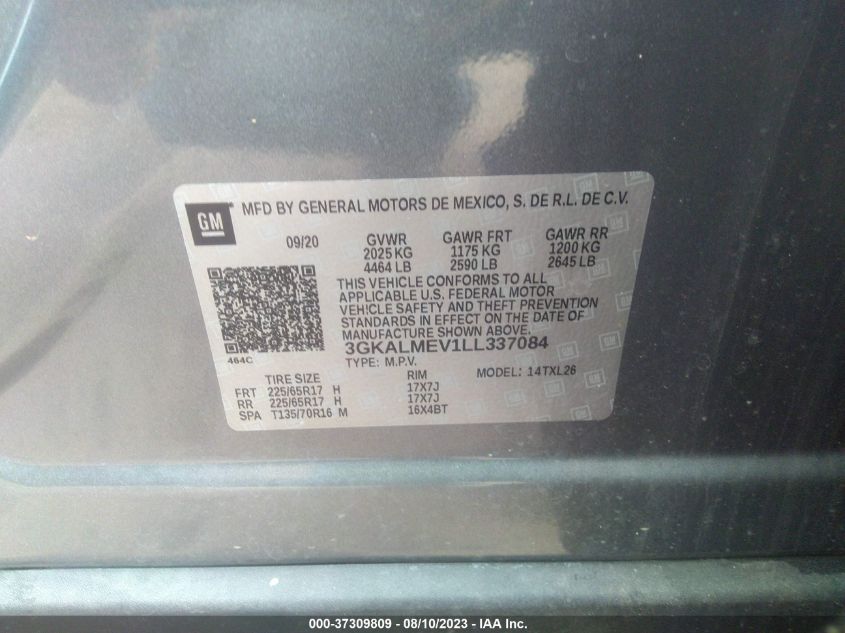 GM
MFD BY GENERAL MOTORS DE MEXICO, S. DE R.L. DE C.V.
09/20 GVWR GAWR FRT GAWR RR
2025 KG 1175 KG 1200 KG
4464 LB 2590 LB 2645 LB
THIS VEHICLE CONFORMS TO ALL
APPLICABLE U.S. FEDERAL MOTOR
VEHICLE SAFETY AND THEFT PREVENTION
STANDARDS IN EFFECT ON THE DATE OF
MANUFACTURE SHOWN ABOVE.
464C 3GKALMEV1LL337084
TYPE: M.P.V. MODEL: 14TXL26
TIRE SIZE RIM
FRT 225/65R17 H 17X7J
RR 225/65R17 H 17X7J
SPA T135/70R16 M 16X4BT
000-37309809 - 08/10/2023 - IAA Inc.